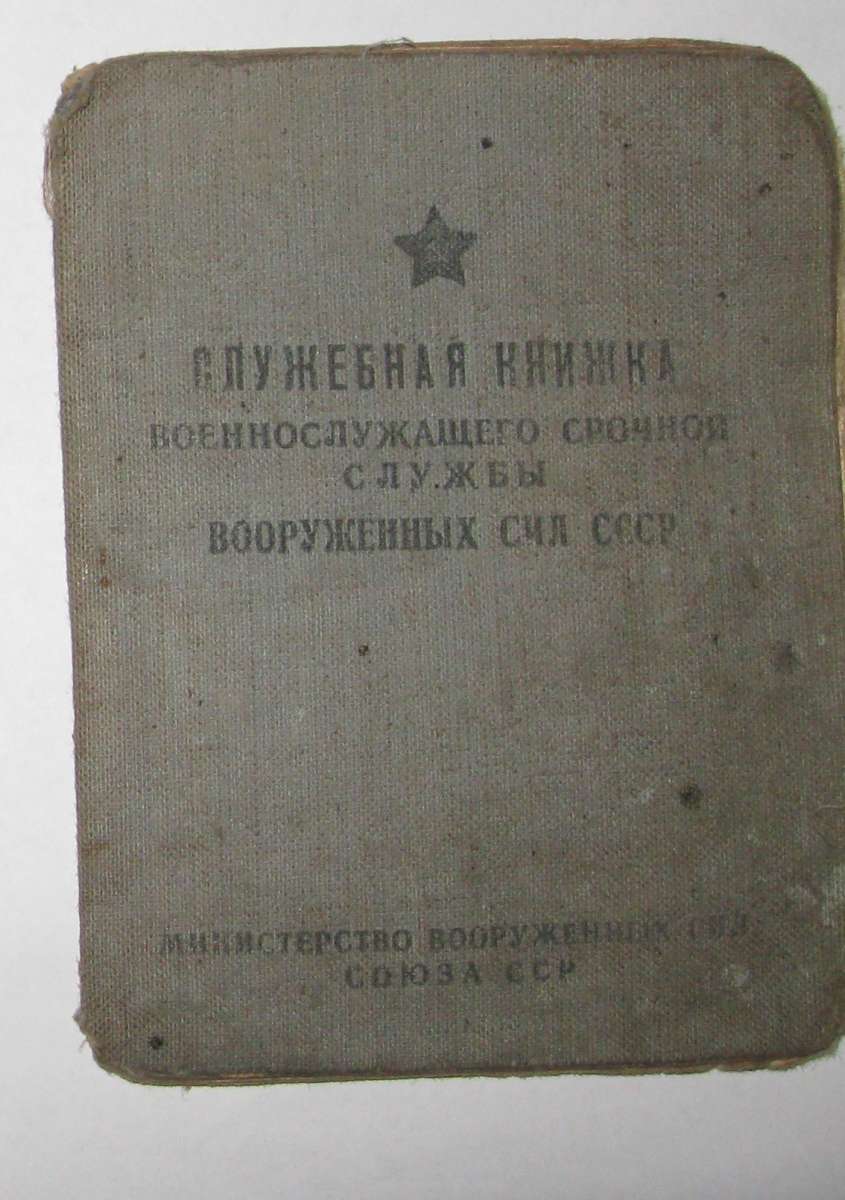 СЛУЖЕБНАЯ КНИЖКА
ВОЕННОСЛУЖАЩЕГО СРОЧНОЙ
СЛУЖБЫ
ВООРУЖЕННЫХ СИЛ СССР
МИНИСТЕРСТВО ВООРУЖЕННЫХ СИЛ
СОЮЗА ССР